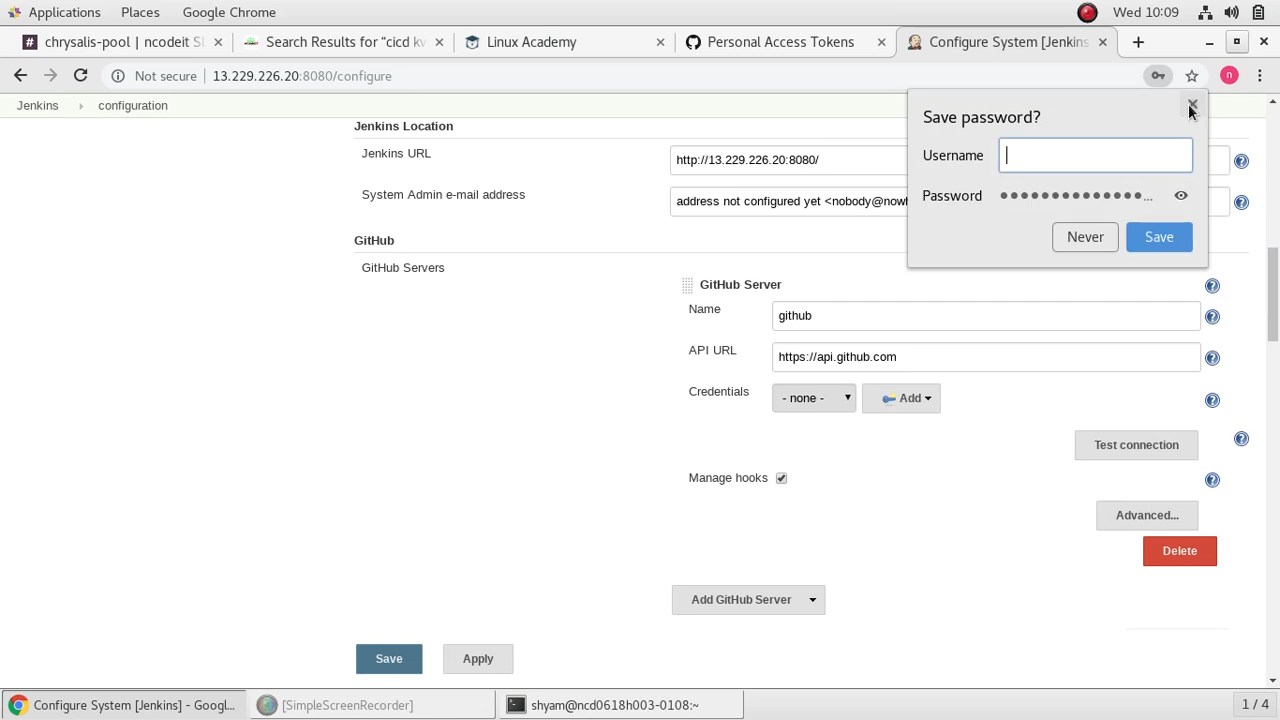 Applications Places Google Chrome Wed 10:09
chrysalis-pool | ncodeit Sl Search Results for “cicd kv Linux Academy Personal Access Tokens Configure System [Jenkins
Not secure 13.229.226.20:8080/configure n
Jenkins configuration
Jenkins Location
Jenkins URL http://13.229.226.20:8080/
System Admin e-mail address address not configured yet <nobody@nowh
GitHub
GitHub Servers
GitHub Server
Name github
API URL https://api.github.com
Credentials - none - Add
Test connection
Manage hooks
Advanced...
Delete
Add GitHub Server
Save Apply
Save password?
Username
Password ...
Never Save
Configure System [Jenkins] - Googl... [SimpleScreenRecorder] shyam@ncd0618h003-0108:~ 1 / 4